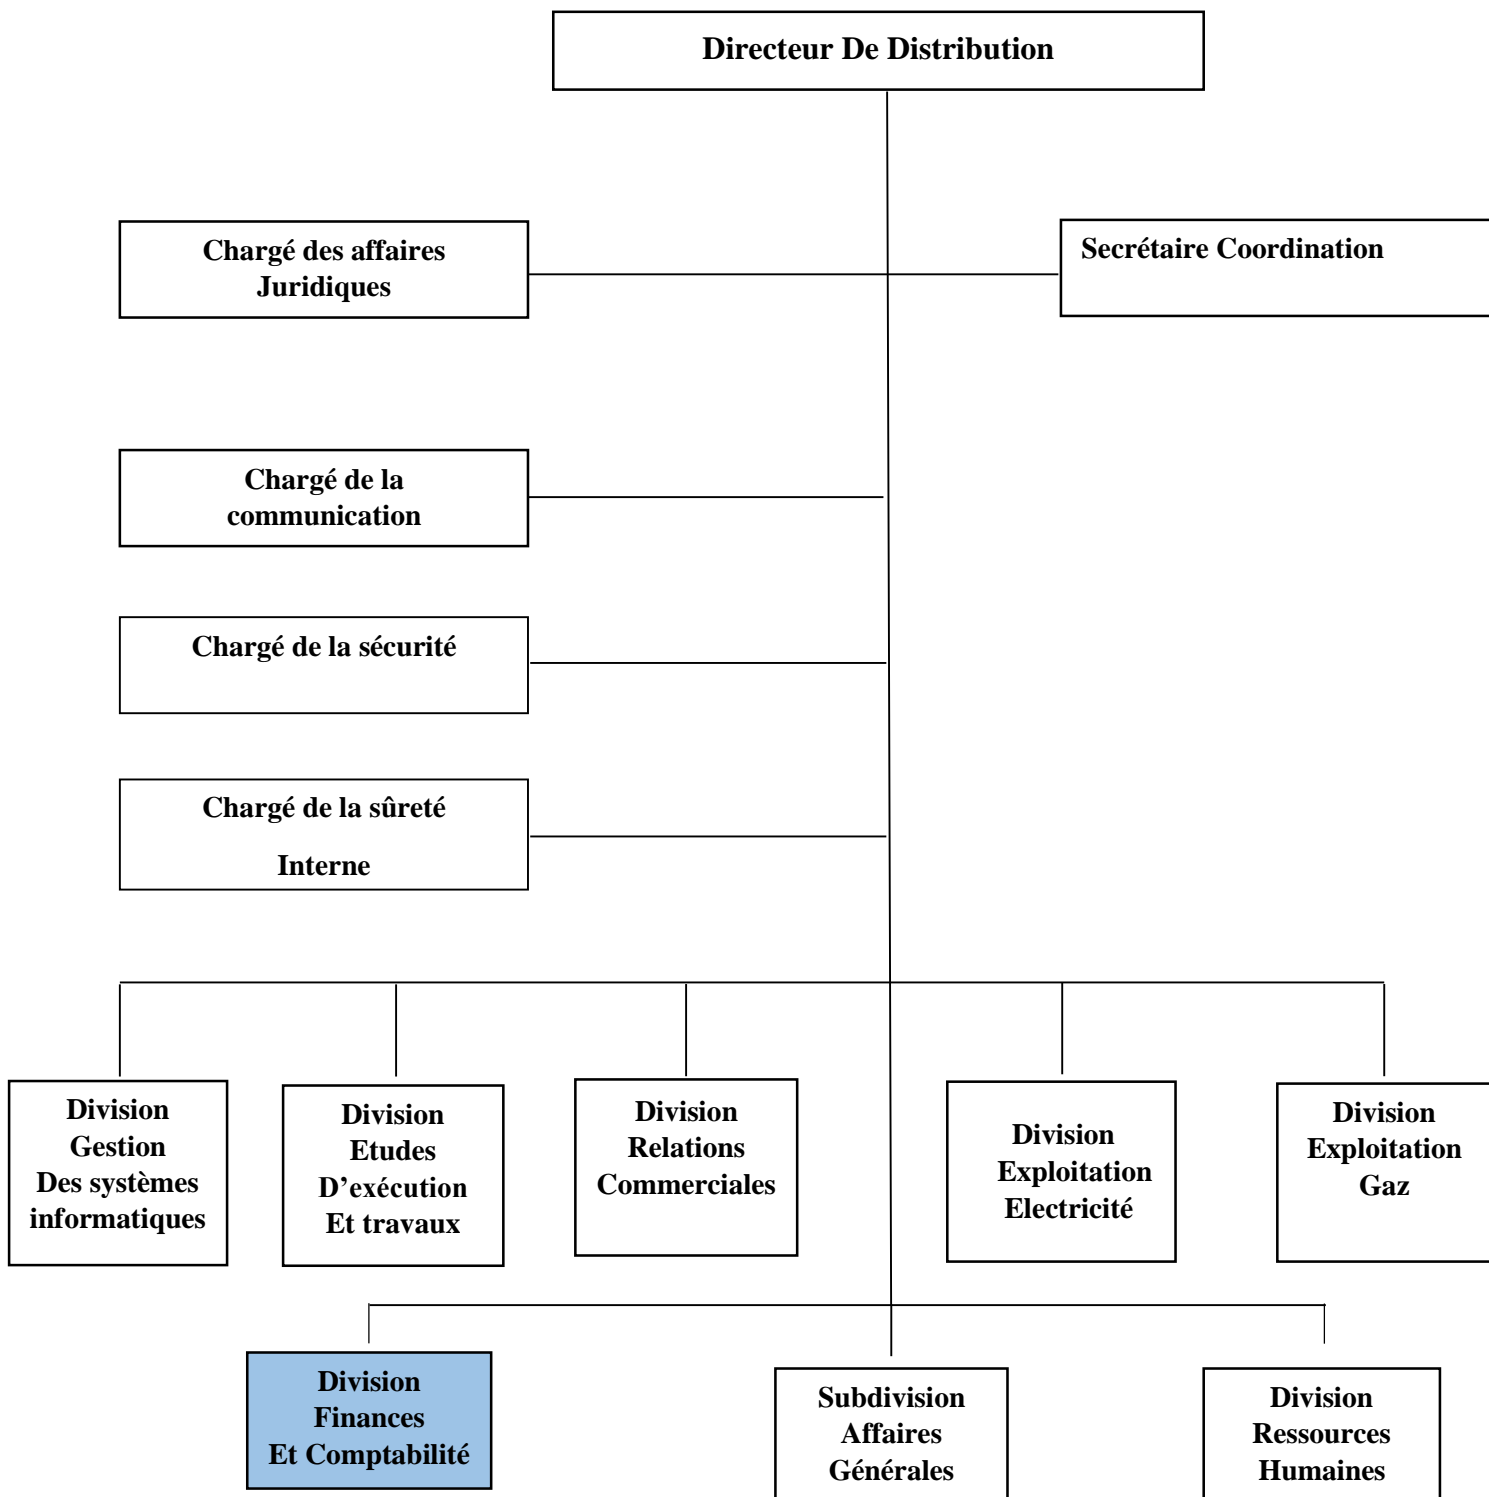 Directeur De Distribution
Chargé des affaires
Juridiques
Secrétaire Coordination
Chargé de la
communication
Chargé de la sécurité
Chargé de la sûreté
Interne
Division
Gestion
Des systèmes
informatiques
Division
Etudes
D’exécution
Et travaux
Division
Relations
Commerciales
Division
Exploitation
Electricité
Division
Exploitation
Gaz
Division
Finances
Et Comptabilité
Subdivision
Affaires
Générales
Division
Ressources
Humaines